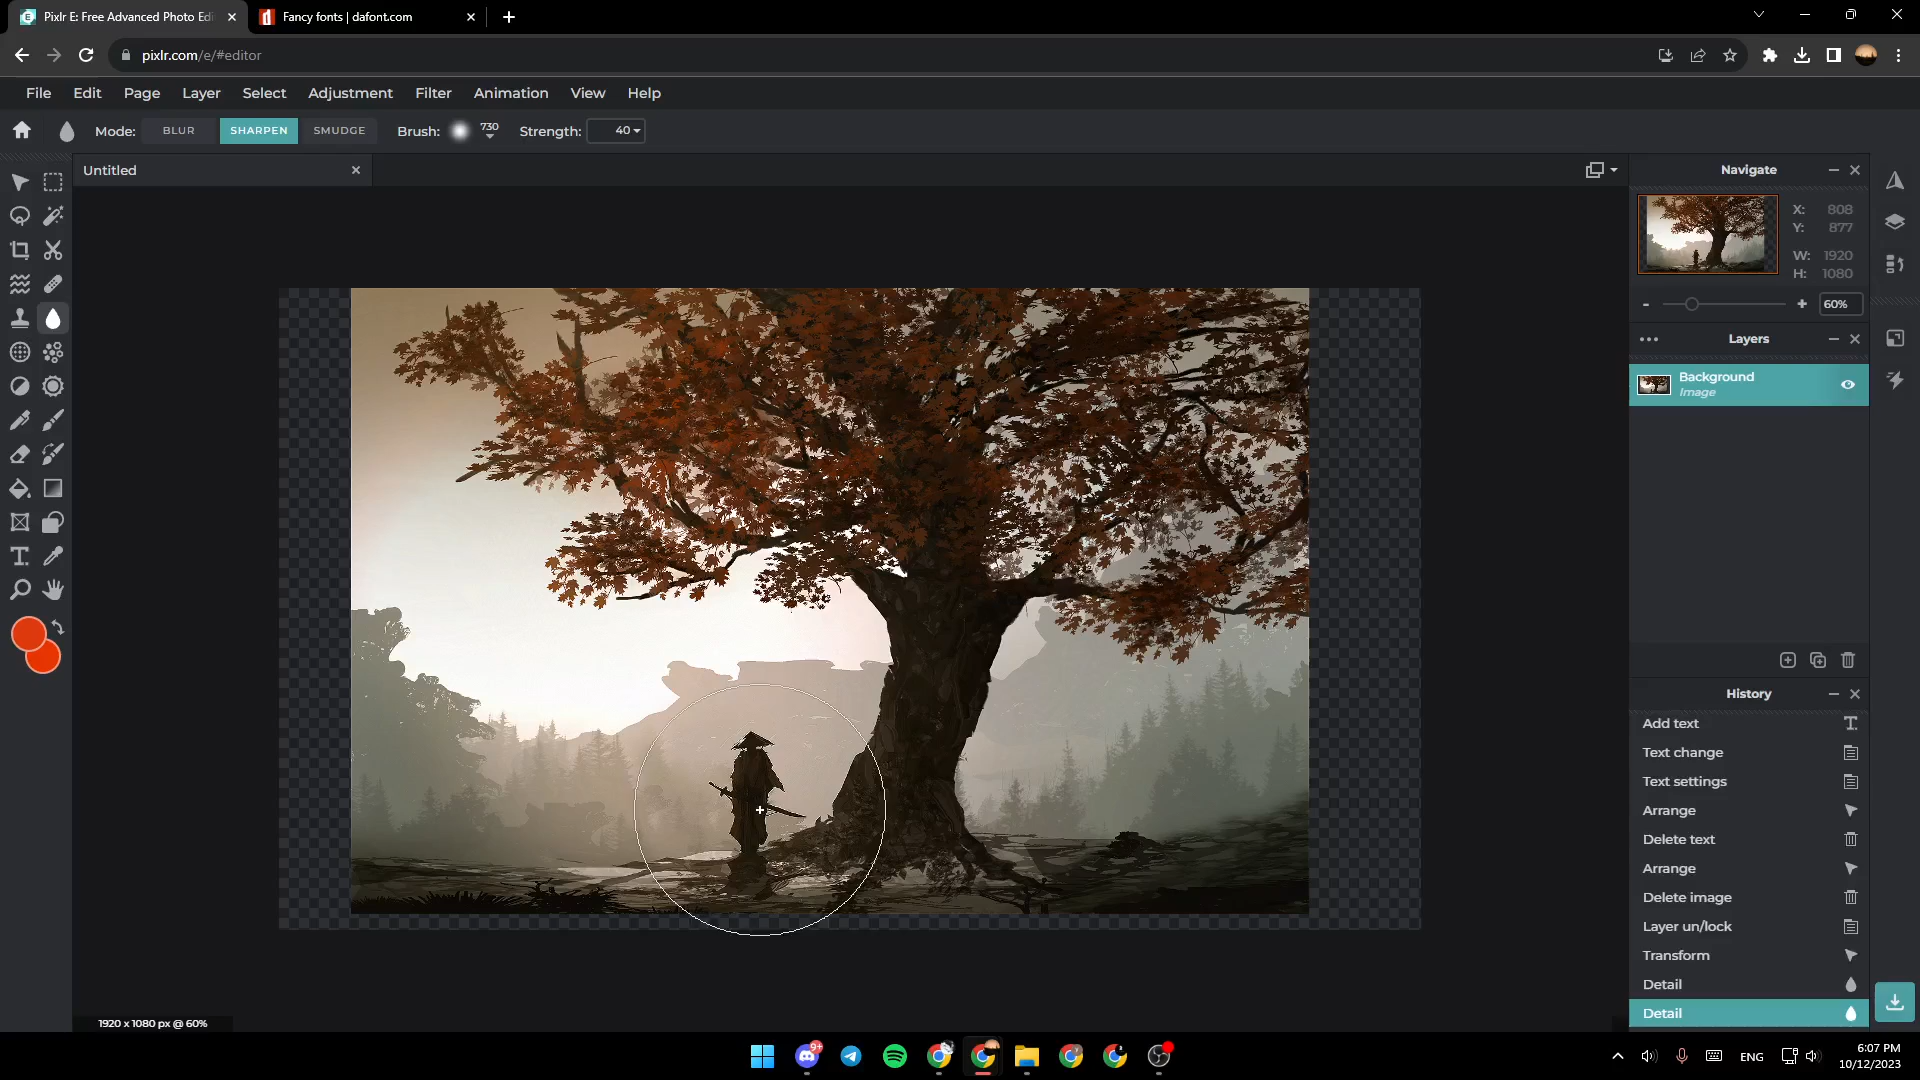 Pixlr E: Free Advanced Photo Edi
Fancy fonts | dafont.com
pixlr.com/e/#editor
File Edit Page Layer Select Adjustment Filter Animation View Help
Mode: BLUR SHARPEN SMUDGE Brush: 730 Strength: 40
Untitled
Navigate
X: 808
Y: 877
W: 1920
H: 1080
- + 60%
Layers
Background
Image
History
Add text
Text change
Text settings
Arrange
Delete text
Arrange
Delete image
Layer un/lock
Transform
Detail
Detail
1920 x 1080 px @ 60%
9+
ENG
6:07 PM
10/12/2023